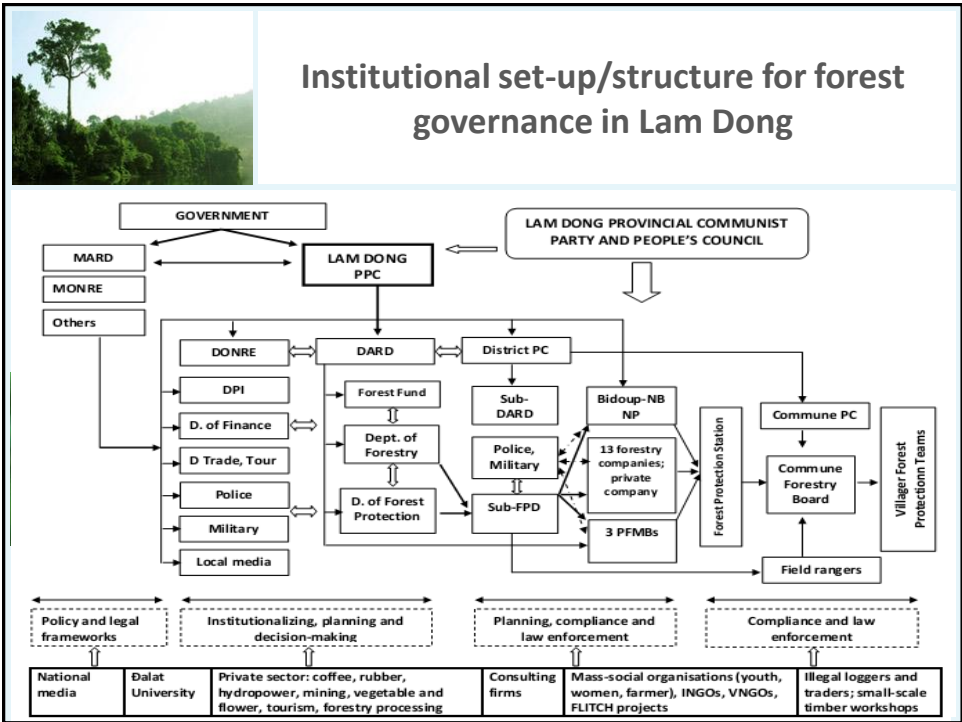 Institutional set-up/structure for forest
governance in Lam Dong
GOVERNMENT
LAM DONG PROVINCIAL COMMUNIST
PARTY AND PEOPLE'S COUNCIL
MARD
LAM DONG
PPC
MONRE
Others
DONRE
DARD
District PC
DPI
Forest Fund
Sub-
DARD
Bidoup-NB
NP
Commune PC
D. of Finance
Dept. of
Forestry
Police,
Military
13 forestry
companies;
private
company
Forest Protection Station
Commune
Forestry
Board
Villager Forest
Protectionn Teams
D Trade, Tour
Police
D. of Forest
Protection
Sub-FPD
Military
3 PFMBs
Local media
Field rangers
Policy and legal
frameworks
Institutionalizing, planning and
decision-making
Planning, compliance and
law enforcement
Compliance and law
enforcement
National
media
Đalat
University
Private sector: coffee, rubber,
hydropower, mining, vegetable and
flower, tourism, forestry processing
Consulting
firms
Mass-social organisations (youth,
women, farmer), INGOs, VNGOs,
FLITCH projects
Illegal loggers and
traders; small-scale
timber workshops